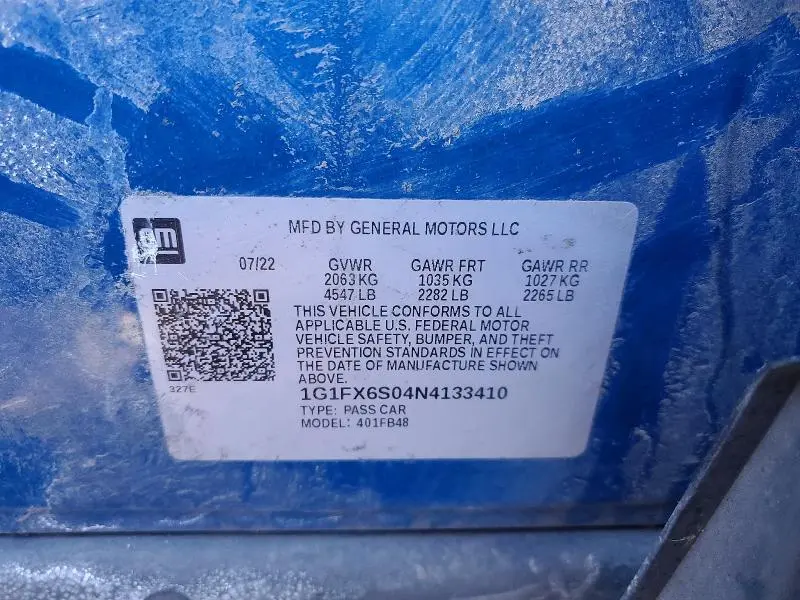 gm
MFD BY GENERAL MOTORS LLC
07/22 GVWR GAWR FRT GAWR RR
2063 KG 1035 KG 1027 KG
4547 LB 2282 LB 2265 LB
THIS VEHICLE CONFORMS TO ALL
APPLICABLE U.S. FEDERAL MOTOR
VEHICLE SAFETY, BUMPER, AND THEFT
PREVENTION STANDARDS IN EFFECT ON
THE DATE OF MANUFACTURE SHOWN
ABOVE.
327E
1G1FX6S04N4133410
TYPE: PASS CAR
MODEL: 401FB48